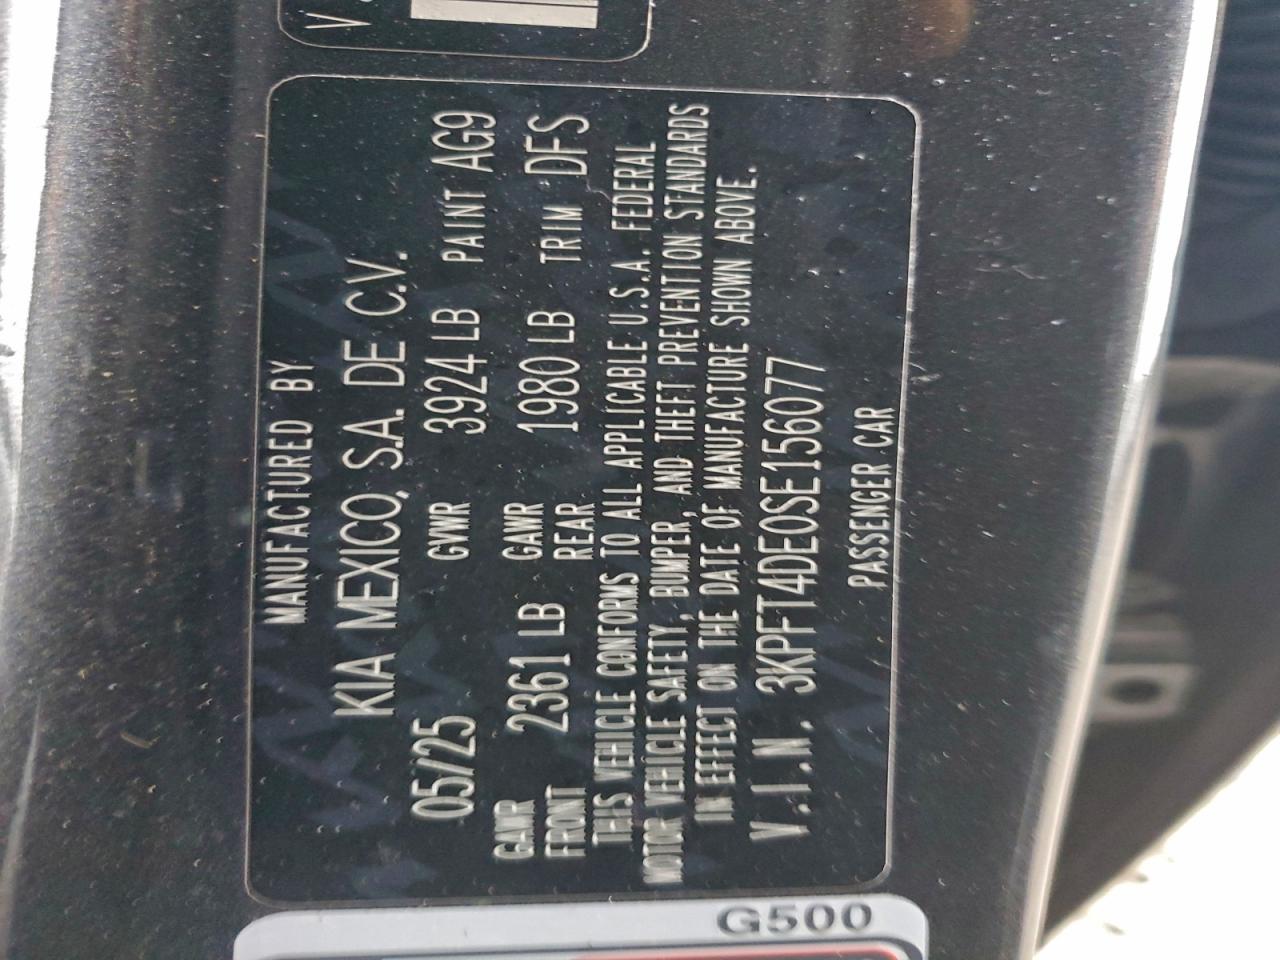 V
MANUFACTURED BY
KIA MEXICO, S.A. DE C.V.
05/25 GVWR 3924 LB PAINT AG9
GAWR FRONT 2361 LB GAWR REAR 1980 LB TRIM DFS
THIS VEHICLE CONFORMS TO ALL APPLICABLE U.S.A. FEDERAL
MOTOR VEHICLE SAFETY, BUMPER, AND THEFT PREVENTION STANDARDS
IN EFFECT ON THE DATE OF MANUFACTURE SHOWN ABOVE.
V.I.N. 3KPFT4DE0SE156077
PASSENGER CAR
G500